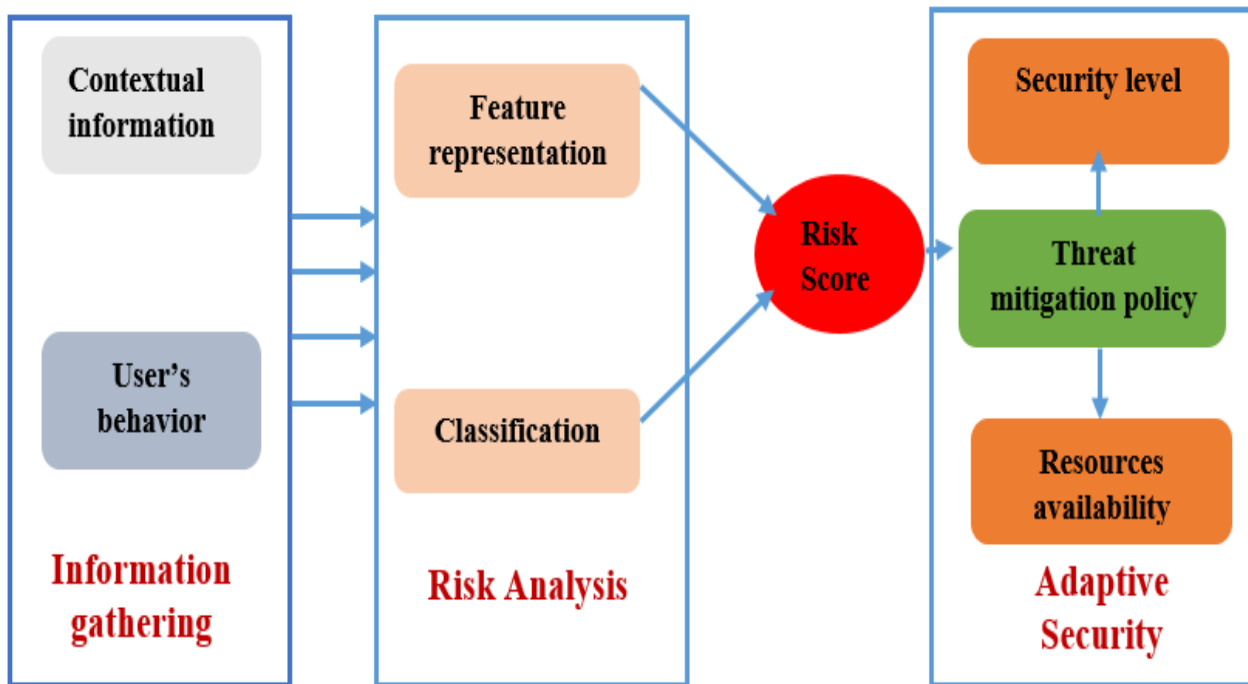 Contextual
information
User’s
behavior
Information
gathering
Feature
representation
Classification
Risk Analysis
Risk
Score
Security level
Threat
mitigation policy
Resources
availability
Adaptive
Security